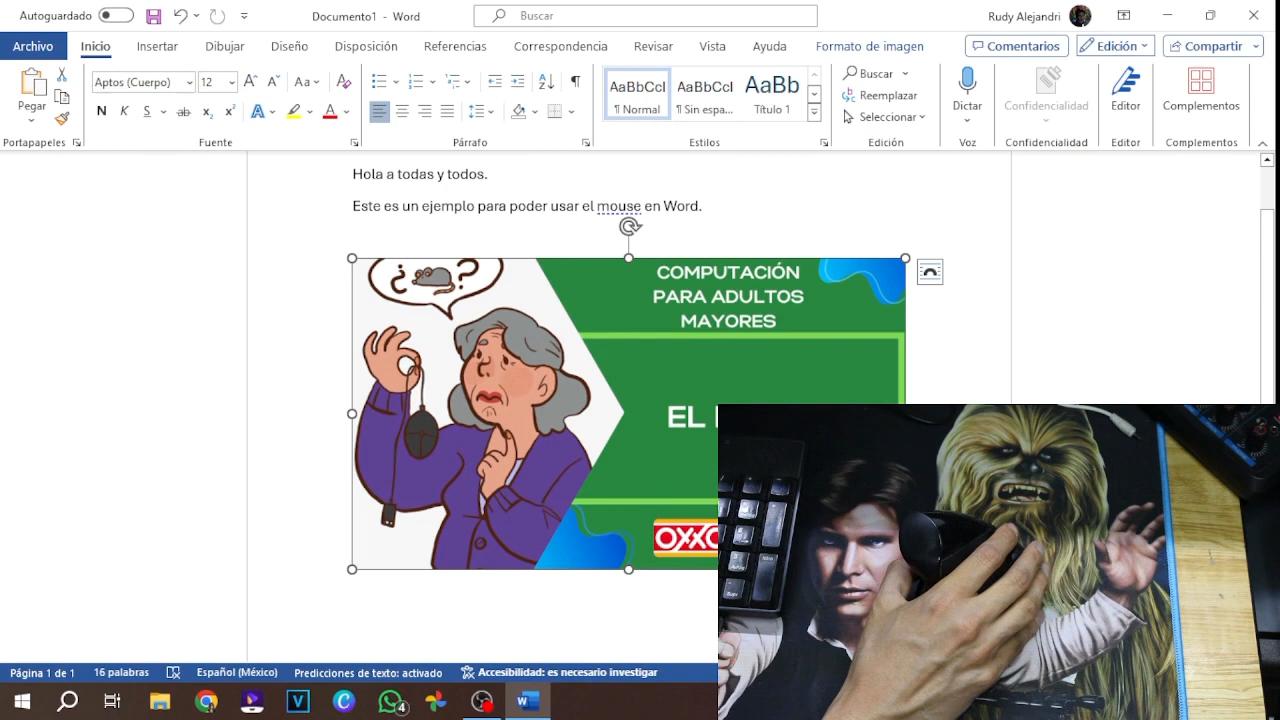 Autoguardado
Documento1 - Word
Buscar
Rudy Alejandri
Archivo Inicio Insertar Dibujar Diseño Disposición Referencias Correspondencia Revisar Vista Ayuda Formato de imagen
Comentarios Edición Compartir
Pegar
Aptos (Cuerpo) 12
N K S ab x₂ x²
AaBbCcI AaBbCcI AaBb
¶ Normal ¶ Sin espa... Título 1
Buscar
Reemplazar
Seleccionar
Dictar
Confidencialidad
Editor
Complementos
Portapapeles Fuente Párrafo Estilos Edición Voz Confidencialidad Editor Complementos
Hola a todas y todos.
Este es un ejemplo para poder usar el mouse en Word.
¿ ?
COMPUTACIÓN
PARA ADULTOS
MAYORES
EL
Página 1 de 1 16 palabras Español (México) Predicciones de texto: activado Accesibilidad: es necesario investigar
4